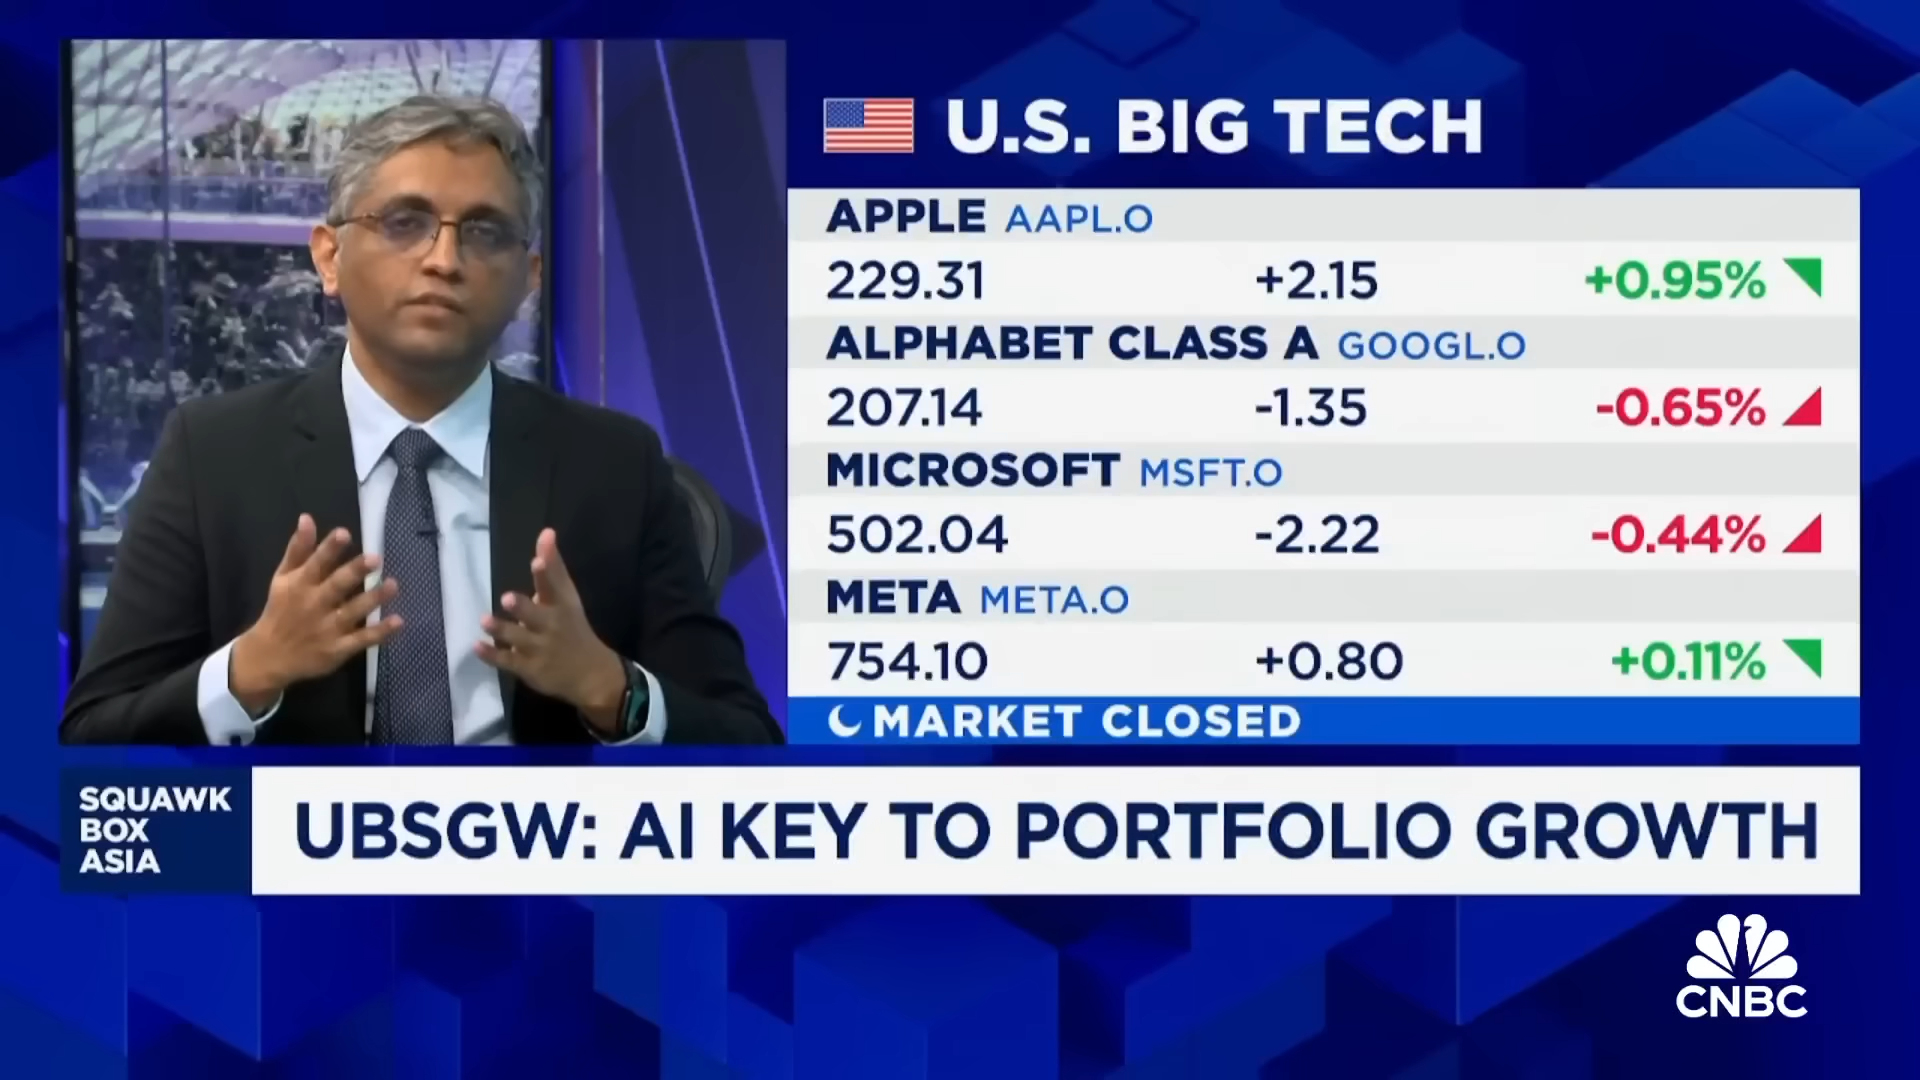 U.S. BIG TECH
APPLE AAPL.O
229.31 +2.15 +0.95%
ALPHABET CLASS A GOOGL.O
207.14 -1.35 -0.65%
MICROSOFT MSFT.O
502.04 -2.22 -0.44%
META META.O
754.10 +0.80 +0.11%
MARKET CLOSED
SQUAWK
BOX
ASIA
UBSGW: AI KEY TO PORTFOLIO GROWTH
CNBC